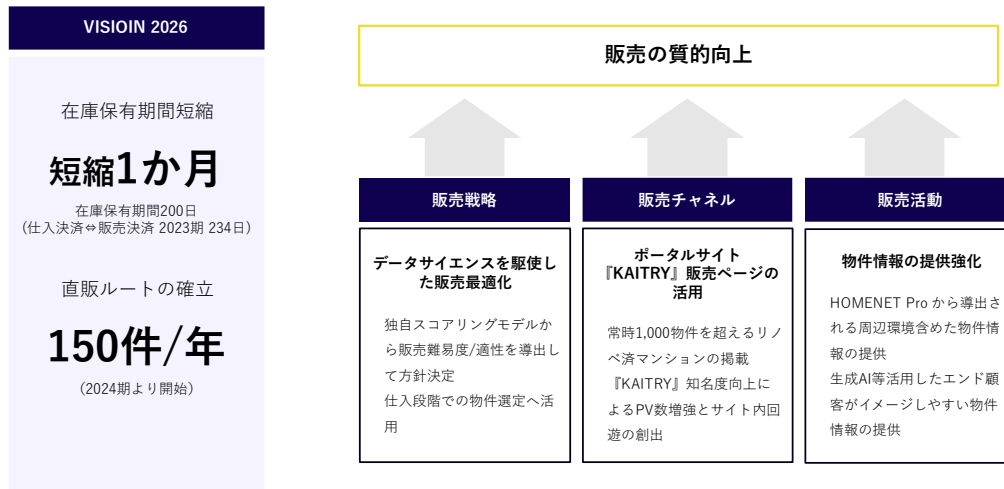 VISIOIN 2026
在庫保有期間短縮
短縮1か月
在庫保有期間200日
(仕入決済⇔販売決済 2023期 234日)
直販ルートの確立
150件/年
(2024期より開始)
販売の質的向上
販売戦略
データサイエンスを駆使し
た販売最適化
独自スコアリングモデルか
ら販売難易度/適性を導出し
て方針決定
仕入段階での物件選定へ活
用
販売チャネル
ポータルサイト
『KAITRY』販売ページの
活用
常時1,000物件を超えるリノ
ベ済マンションの掲載
『KAITRY』知名度向上に
よるPV数増強とサイト内回
遊の創出
販売活動
物件情報の提供強化
HOMENET Pro から導出さ
れる周辺環境含めた物件情
報の提供
生成AI等活用したエンド顧
客がイメージしやすい物件
情報の提供